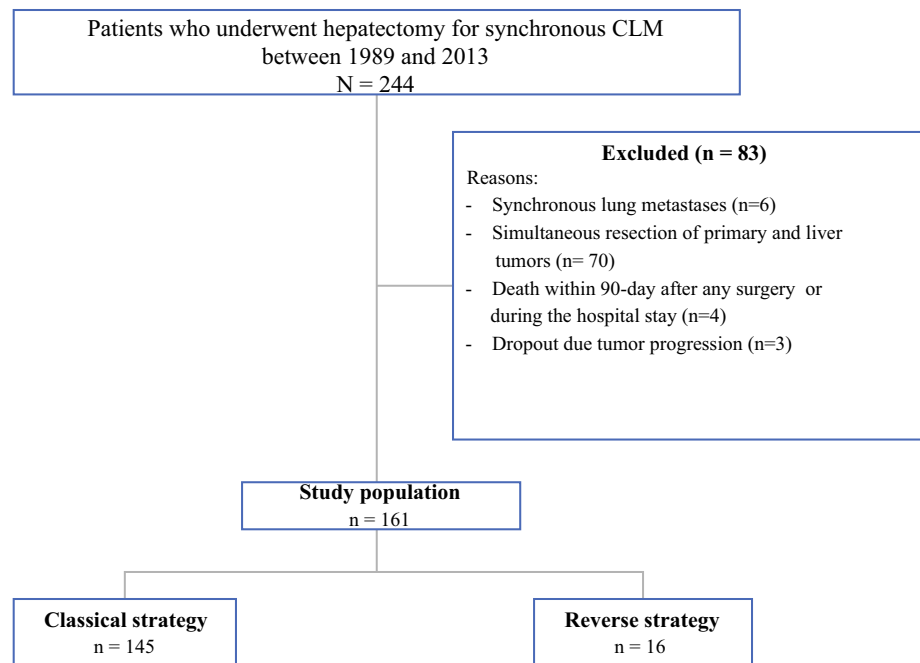 Patients who underwent hepatectomy for synchronous CLM
between 1989 and 2013
N = 244
Excluded (n = 83)
Reasons:
- Synchronous lung metastases (n=6)
- Simultaneous resection of primary and liver
tumors (n= 70)
- Death within 90-day after any surgery or
during the hospital stay (n=4)
- Dropout due tumor progression (n=3)
Study population
n = 161
Classical strategy
n = 145
Reverse strategy
n = 16